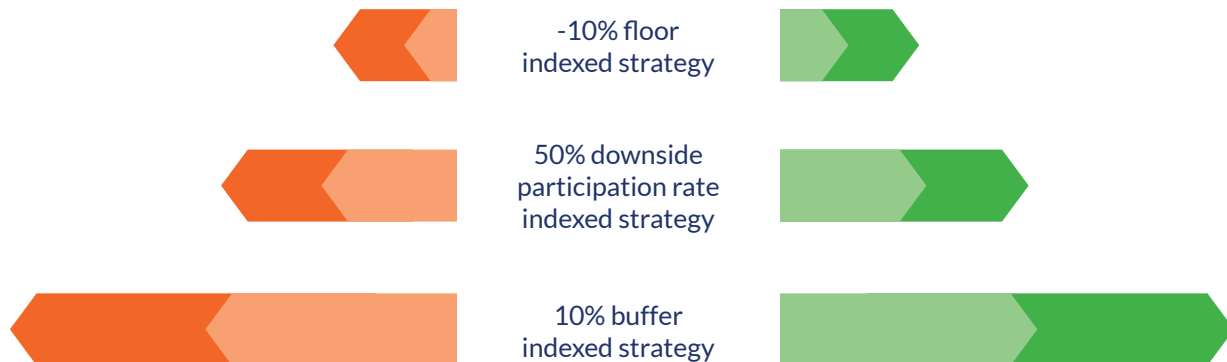 -10% floor
indexed strategy
50% downside
participation rate
indexed strategy
10% buffer
indexed strategy